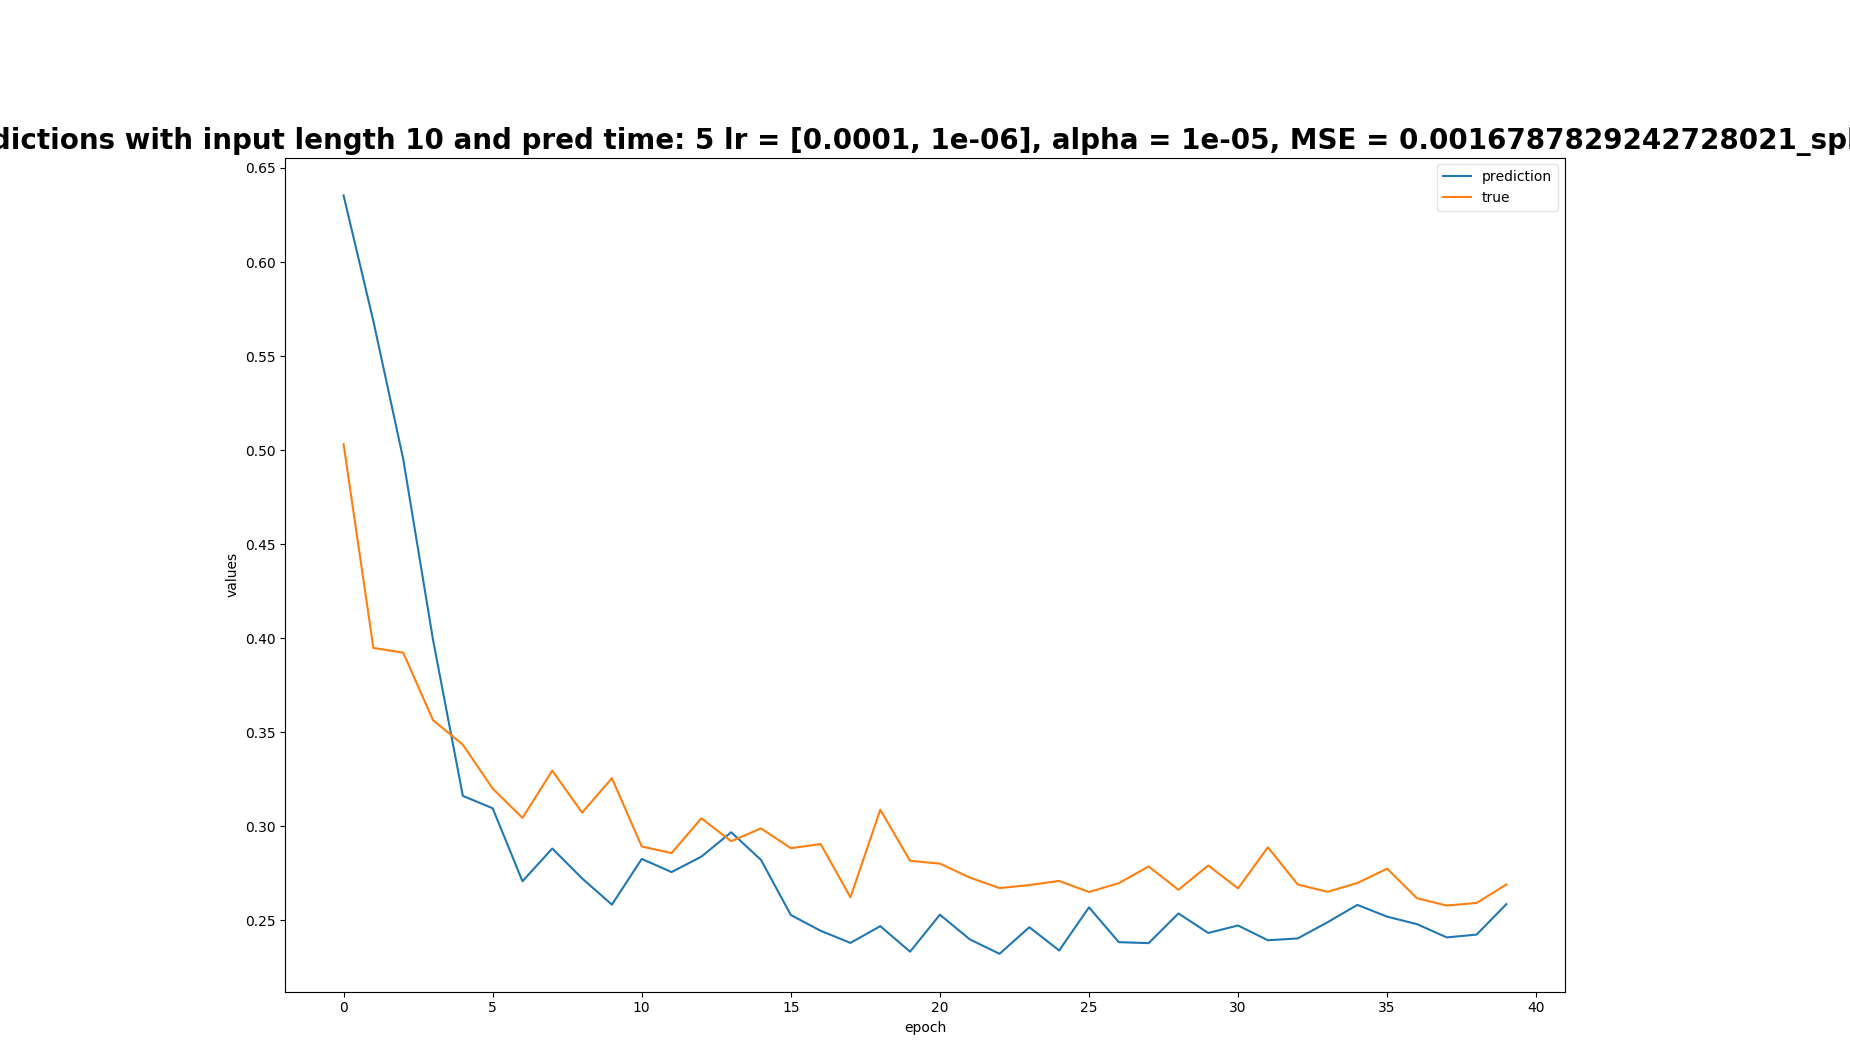 dictions with input length 10 and pred time: 5 lr = [0.0001, 1e-06], alpha = 1e-05, MSE = 0.0016787829242728021_spl
prediction
true
0.65
0.60
0.55
0.50
0.45
0.40
0.35
0.30
0.25
values
0 5 10 15 20 25 30 35 40
epoch